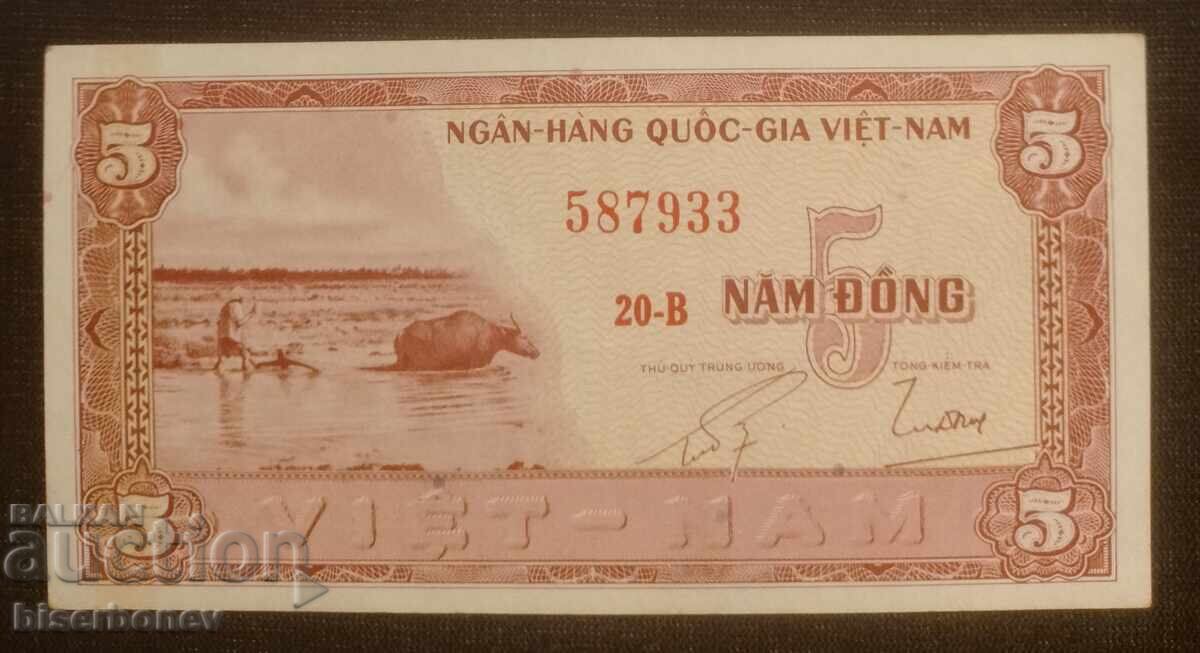 5
5
NGÂN-HÀNG QUỐC-GIA VIỆT-NAM
587933
5
20-B
NĂM ĐỒNG
THỦ-QUỸ TRUNG ƯƠNG
TỔNG-KIỂM-TRA
VIỆT-NAM
5
5
BALKAN
auction
biserbonev